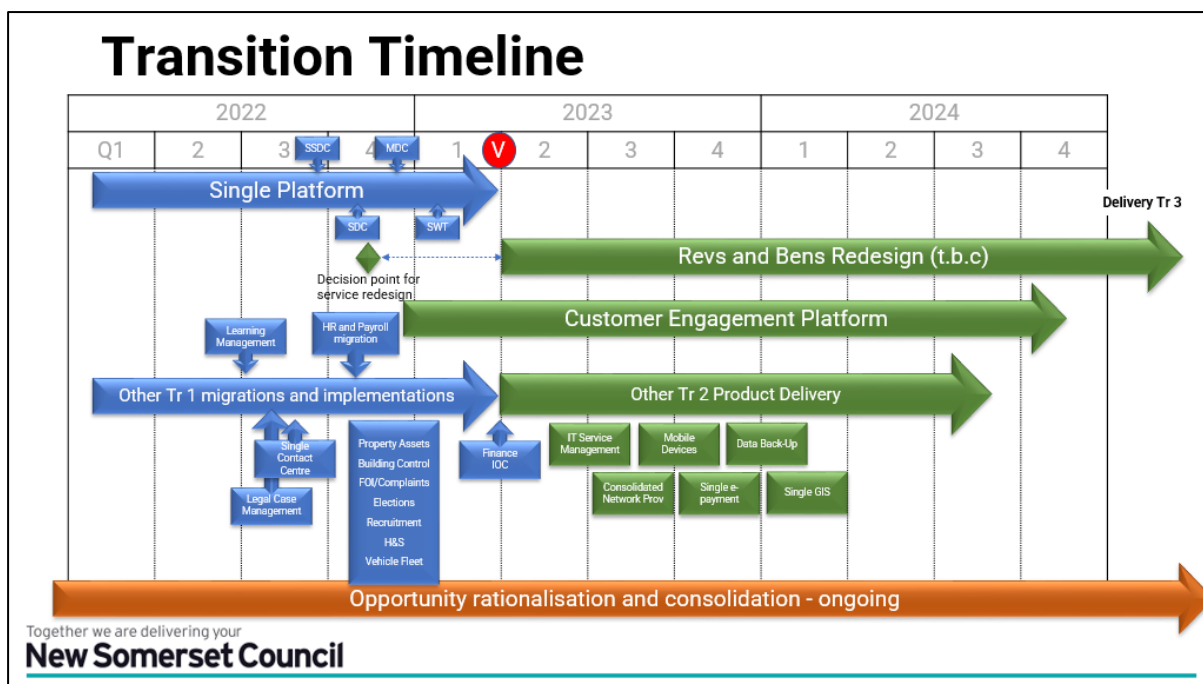 Transition Timeline
2022
2023
2024
Q1
2
3
4
1
V
2
3
4
1
2
3
4
SSDC
MDC
Single Platform
SDC
SWT
Delivery Tr 3
Revs and Bens Redesign (t.b.c)
Decision point for
service redesign
Customer Engagement Platform
Learning
Management
HR and Payroll
migration
Other Tr 1 migrations and implementations
Other Tr 2 Product Delivery
Single
Contact
Centre
Legal Case
Management
Property Assets
Building Control
FOI/Complaints
Elections
Recruitment
H&S
Vehicle Fleet
Finance
IOC
IT Service
Management
Mobile
Devices
Data Back-Up
Consolidated
Network Prov
Single e-
payment
Single GIS
Opportunity rationalisation and consolidation - ongoing
Together we are delivering your
New Somerset Council